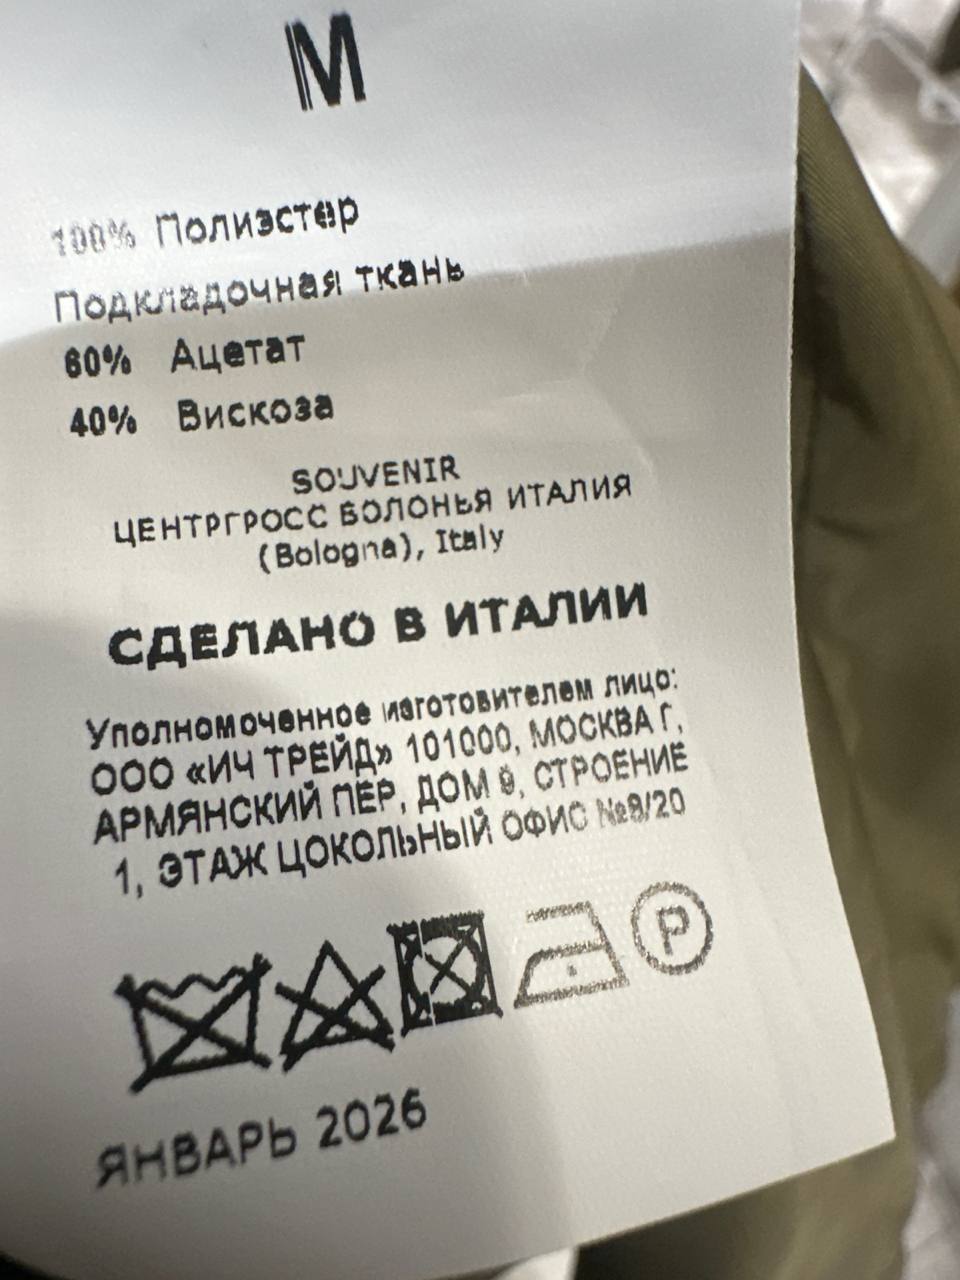 M
100% Полиэстер
Подкладочная ткань
60% Ацетат
40% Вискоза
SOUVENIR
ЦЕНТРГРОСС БОЛОНЬЯ ИТАЛИЯ
(Bologna), Italy
СДЕЛАНО В ИТАЛИИ
Уполномоченное изготовителем лицо:
ООО «ИЧ ТРЕЙД» 101000, МОСКВА Г,
АРМЯНСКИЙ ПЕР, ДОМ 9, СТРОЕНИЕ
1, ЭТАЖ ЦОКОЛЬНЫЙ ОФИС №8/20
P
ЯНВАРЬ 2026